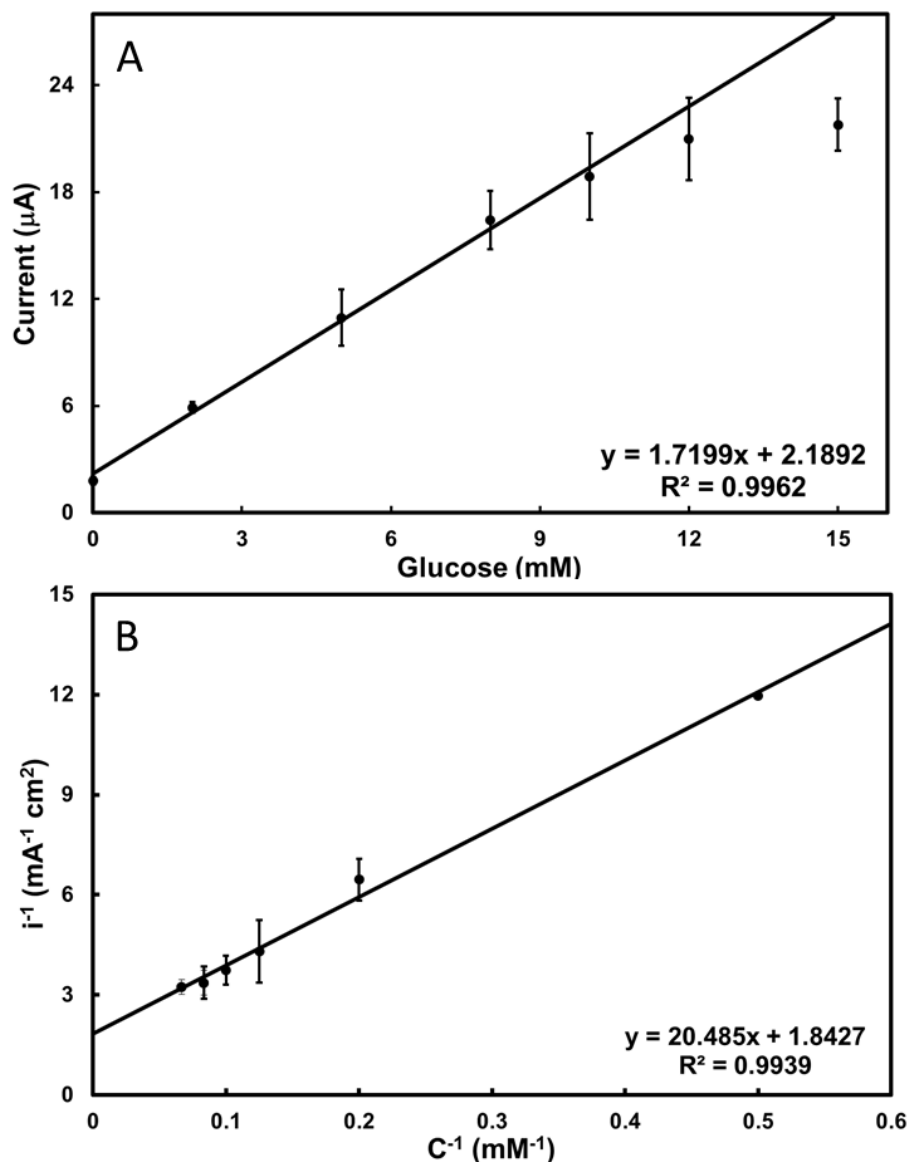 A
Current (μA)
24
18
12
6
0
y = 1.7199x + 2.1892
R² = 0.9962
0 3 6 9 12 15
Glucose (mM)
B
i⁻¹ (mA⁻¹ cm²)
15
12
9
6
3
0
y = 20.485x + 1.8427
R² = 0.9939
0 0.1 0.2 0.3 0.4 0.5 0.6
C⁻¹ (mM⁻¹)